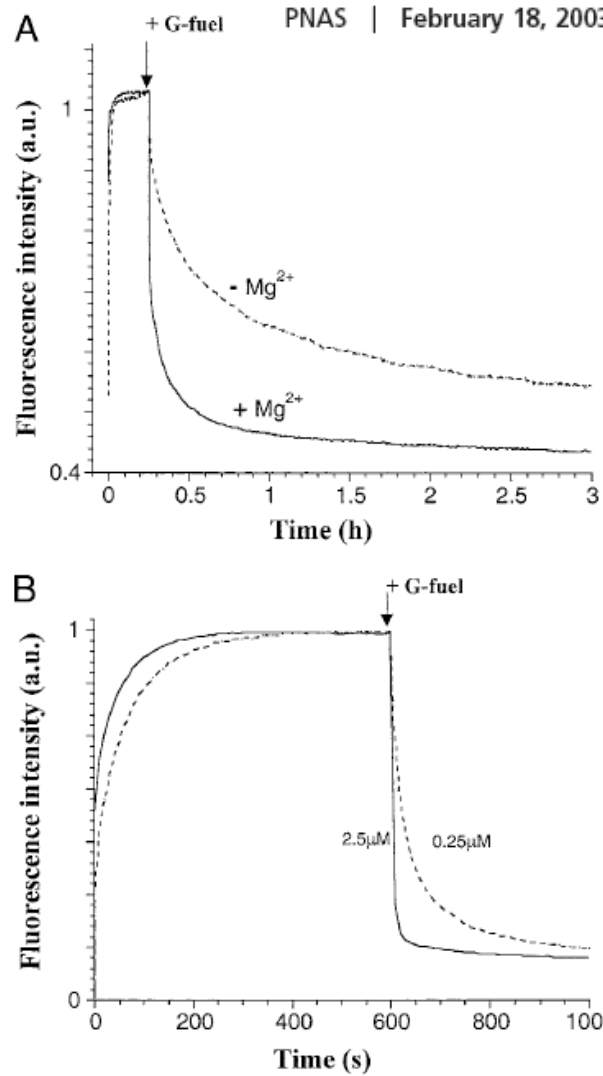 A
+ G-fuel
PNAS | February 18, 2003
Fluorescence intensity (a.u.)
1
- Mg2+
+ Mg2+
0.4
0 0.5 1 1.5 2 2.5 3
Time (h)
B
+ G-fuel
Fluorescence intensity (a.u.)
1
2.5µM 0.25µM
0
0 200 400 600 800 100
Time (s)